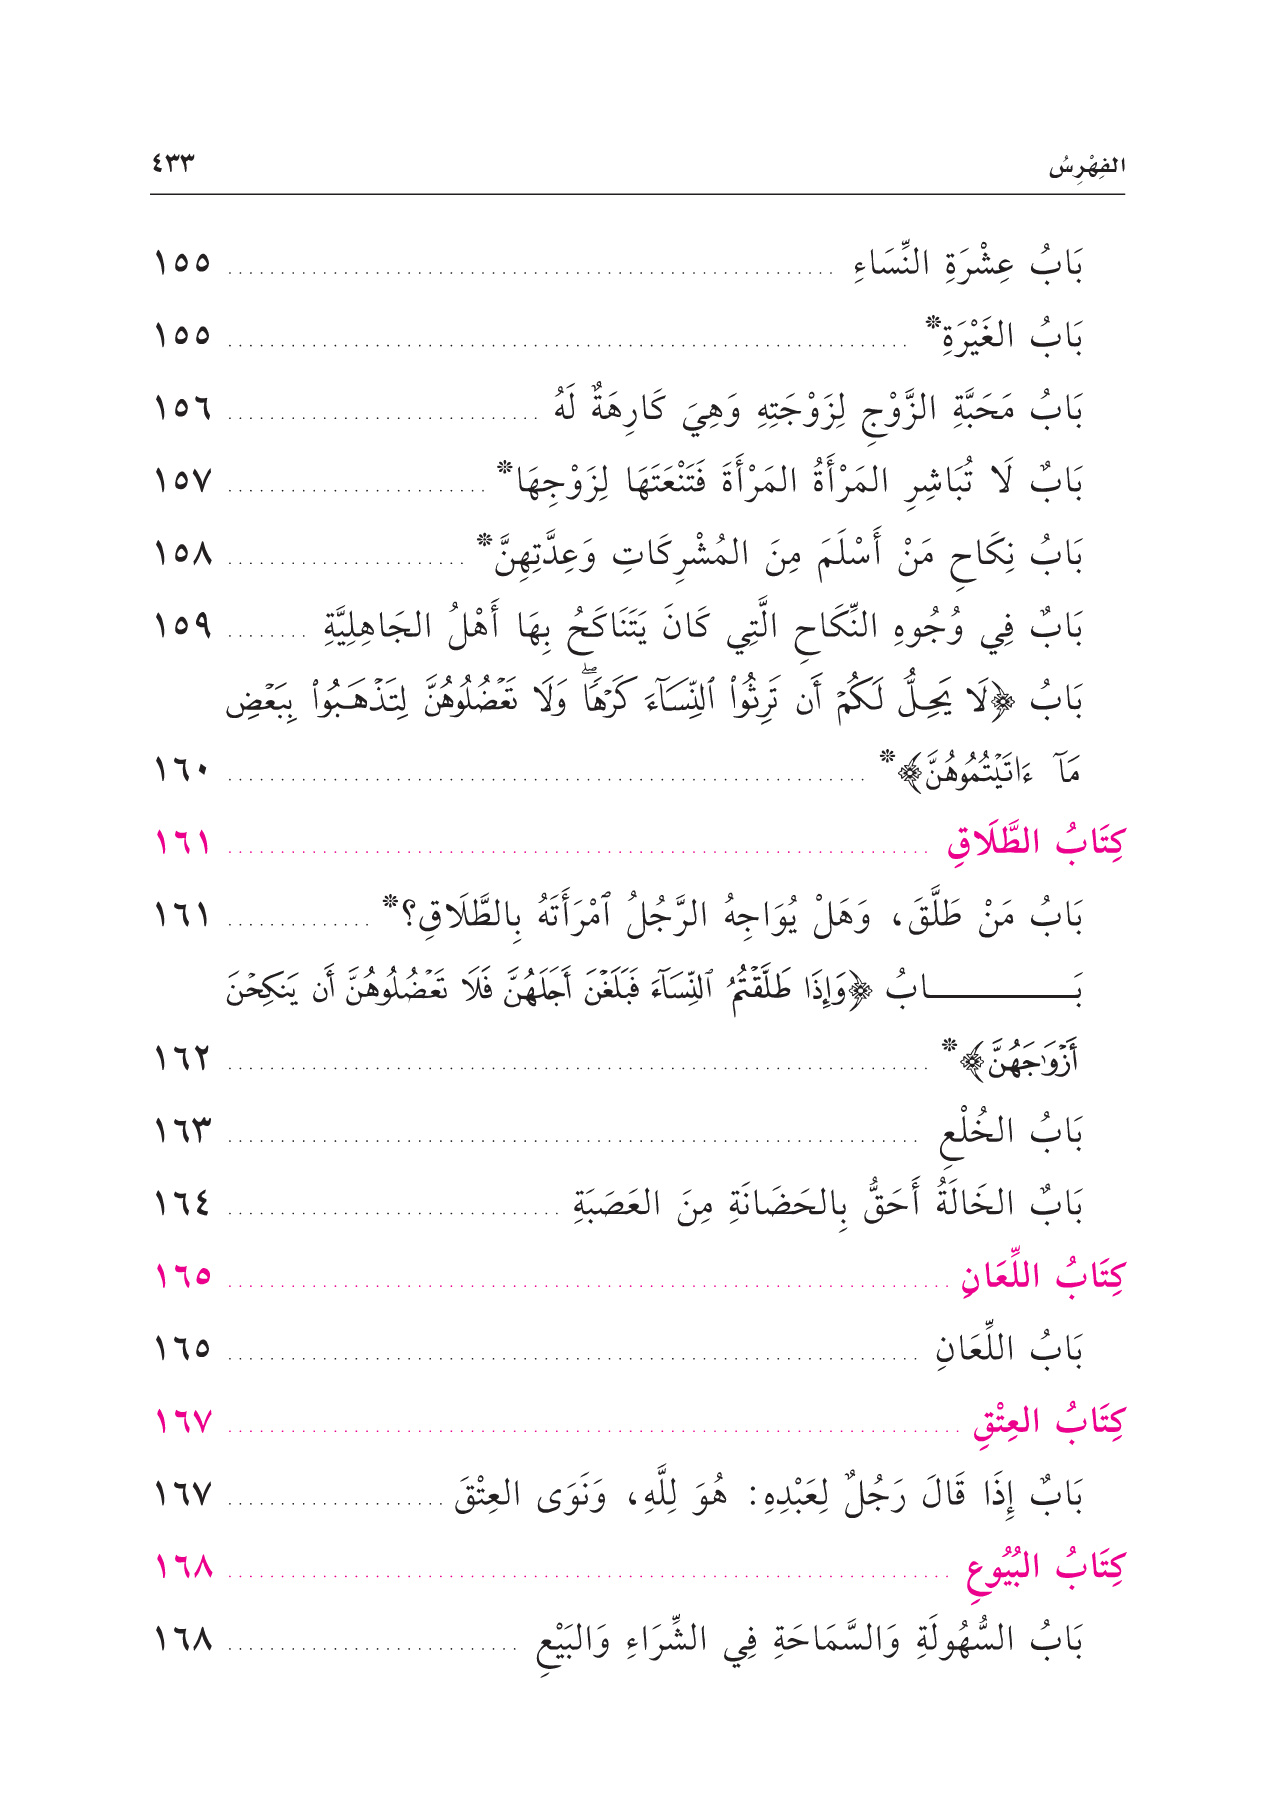 الفِهْرِسُ ٤٣٣
بَابُ عِشْرَةِ النِّسَاءِ ١٥٥
بَابُ الغَيْرَةِ* ١٥٥
بَابُ مَحَبَّةِ الزَّوْجِ لِزَوْجَتِهِ وَهِيَ كَارِهَةٌ لَهُ ١٥٦
بَابٌ لَا تُبَاشِرِ المَرْأَةُ المَرْأَةَ فَتَنْعَتَهَا لِزَوْجِهَا* ١٥٧
بَابُ نِكَاحِ مَنْ أَسْلَمَ مِنَ المُشْرِكَاتِ وَعِدَّتِهِنَّ* ١٥٨
بَابٌ فِي وُجُوهِ النِّكَاحِ الَّتِي كَانَ يَتَنَاكَحُ بِهَا أَهْلُ الجَاهِلِيَّةِ ١٥٩
بَابُ ﴿لَا يَحِلُّ لَكُمْ أَن تَرِثُواْ ٱلنِّسَآءَ كَرْهٗاۖ وَلَا تَعْضُلُوهُنَّ لِتَذْهَبُواْ بِبَعْضِ
مَآ ءَاتَيْتُمُوهُنَّ﴾* ١٦٠
كِتَابُ الطَّلَاقِ ١٦١
بَابُ مَنْ طَلَّقَ، وَهَلْ يُوَاجِهُ الرَّجُلُ ٱمْرَأَتَهُ بِالطَّلَاقِ؟* ١٦١
بَـــــابُ ﴿وَإِذَا طَلَّقْتُمُ ٱلنِّسَآءَ فَبَلَغْنَ أَجَلَهُنَّ فَلَا تَعْضُلُوهُنَّ أَن يَنكِحْنَ
أَزْوَٰجَهُنَّ﴾* ١٦٢
بَابُ الخُلْعِ ١٦٣
بَابٌ الخَالَةُ أَحَقُّ بِالحَضَانَةِ مِنَ العَصَبَةِ ١٦٤
كِتَابُ اللِّعَانِ ١٦٥
بَابُ اللِّعَانِ ١٦٥
كِتَابُ العِتْقِ ١٦٧
بَابٌ إِذَا قَالَ رَجُلٌ لِعَبْدِهِ: هُوَ لِلَّهِ، وَنَوَى العِتْقَ ١٦٧
كِتَابُ البُيُوعِ ١٦٨
بَابُ السُّهُولَةِ وَالسَّمَاحَةِ فِي الشِّرَاءِ وَالبَيْعِ ١٦٨